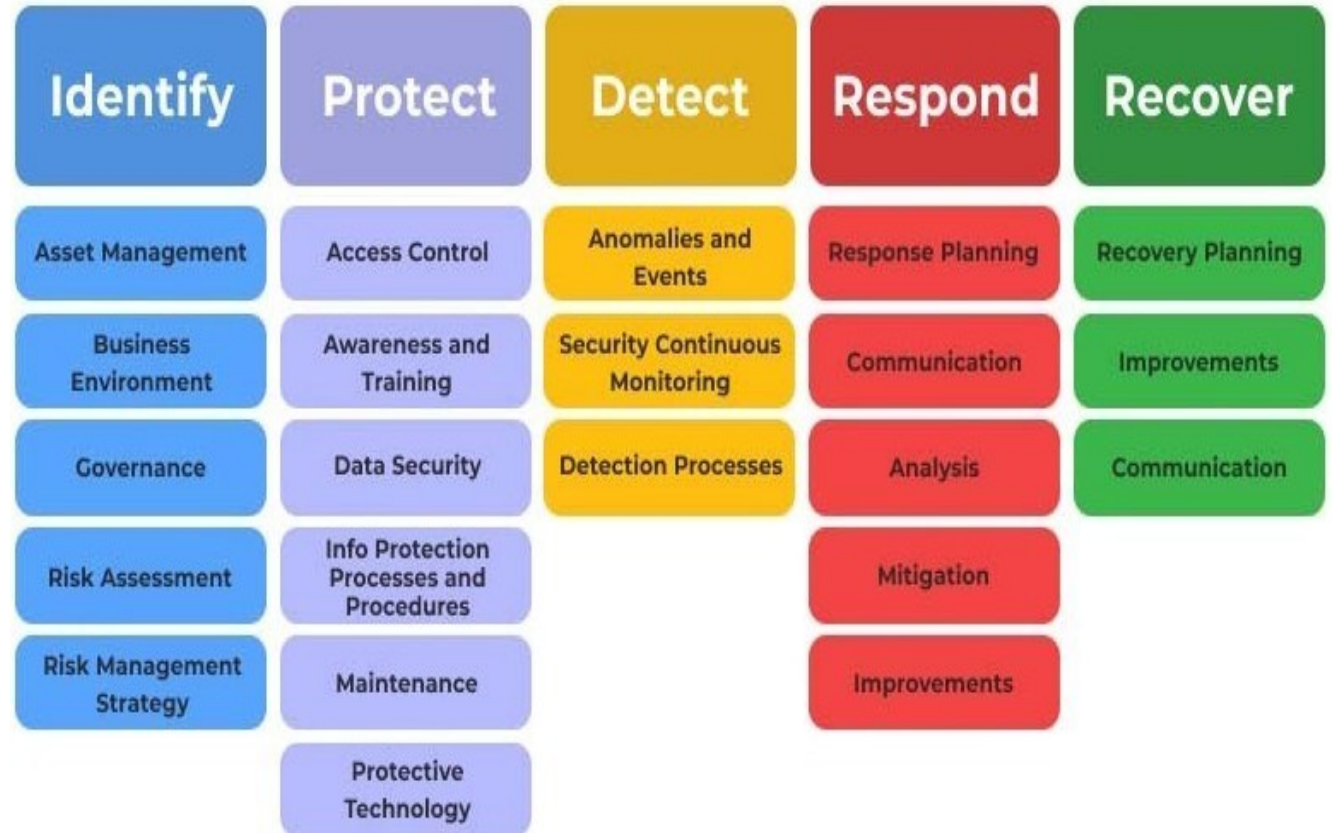 Identify
Protect
Detect
Respond
Recover
Asset Management
Business
Environment
Governance
Risk Assessment
Risk Management
Strategy
Access Control
Awareness and
Training
Data Security
Info Protection
Processes and
Procedures
Maintenance
Protective
Technology
Anomalies and
Events
Security Continuous
Monitoring
Detection Processes
Response Planning
Communication
Analysis
Mitigation
Improvements
Recovery Planning
Improvements
Communication